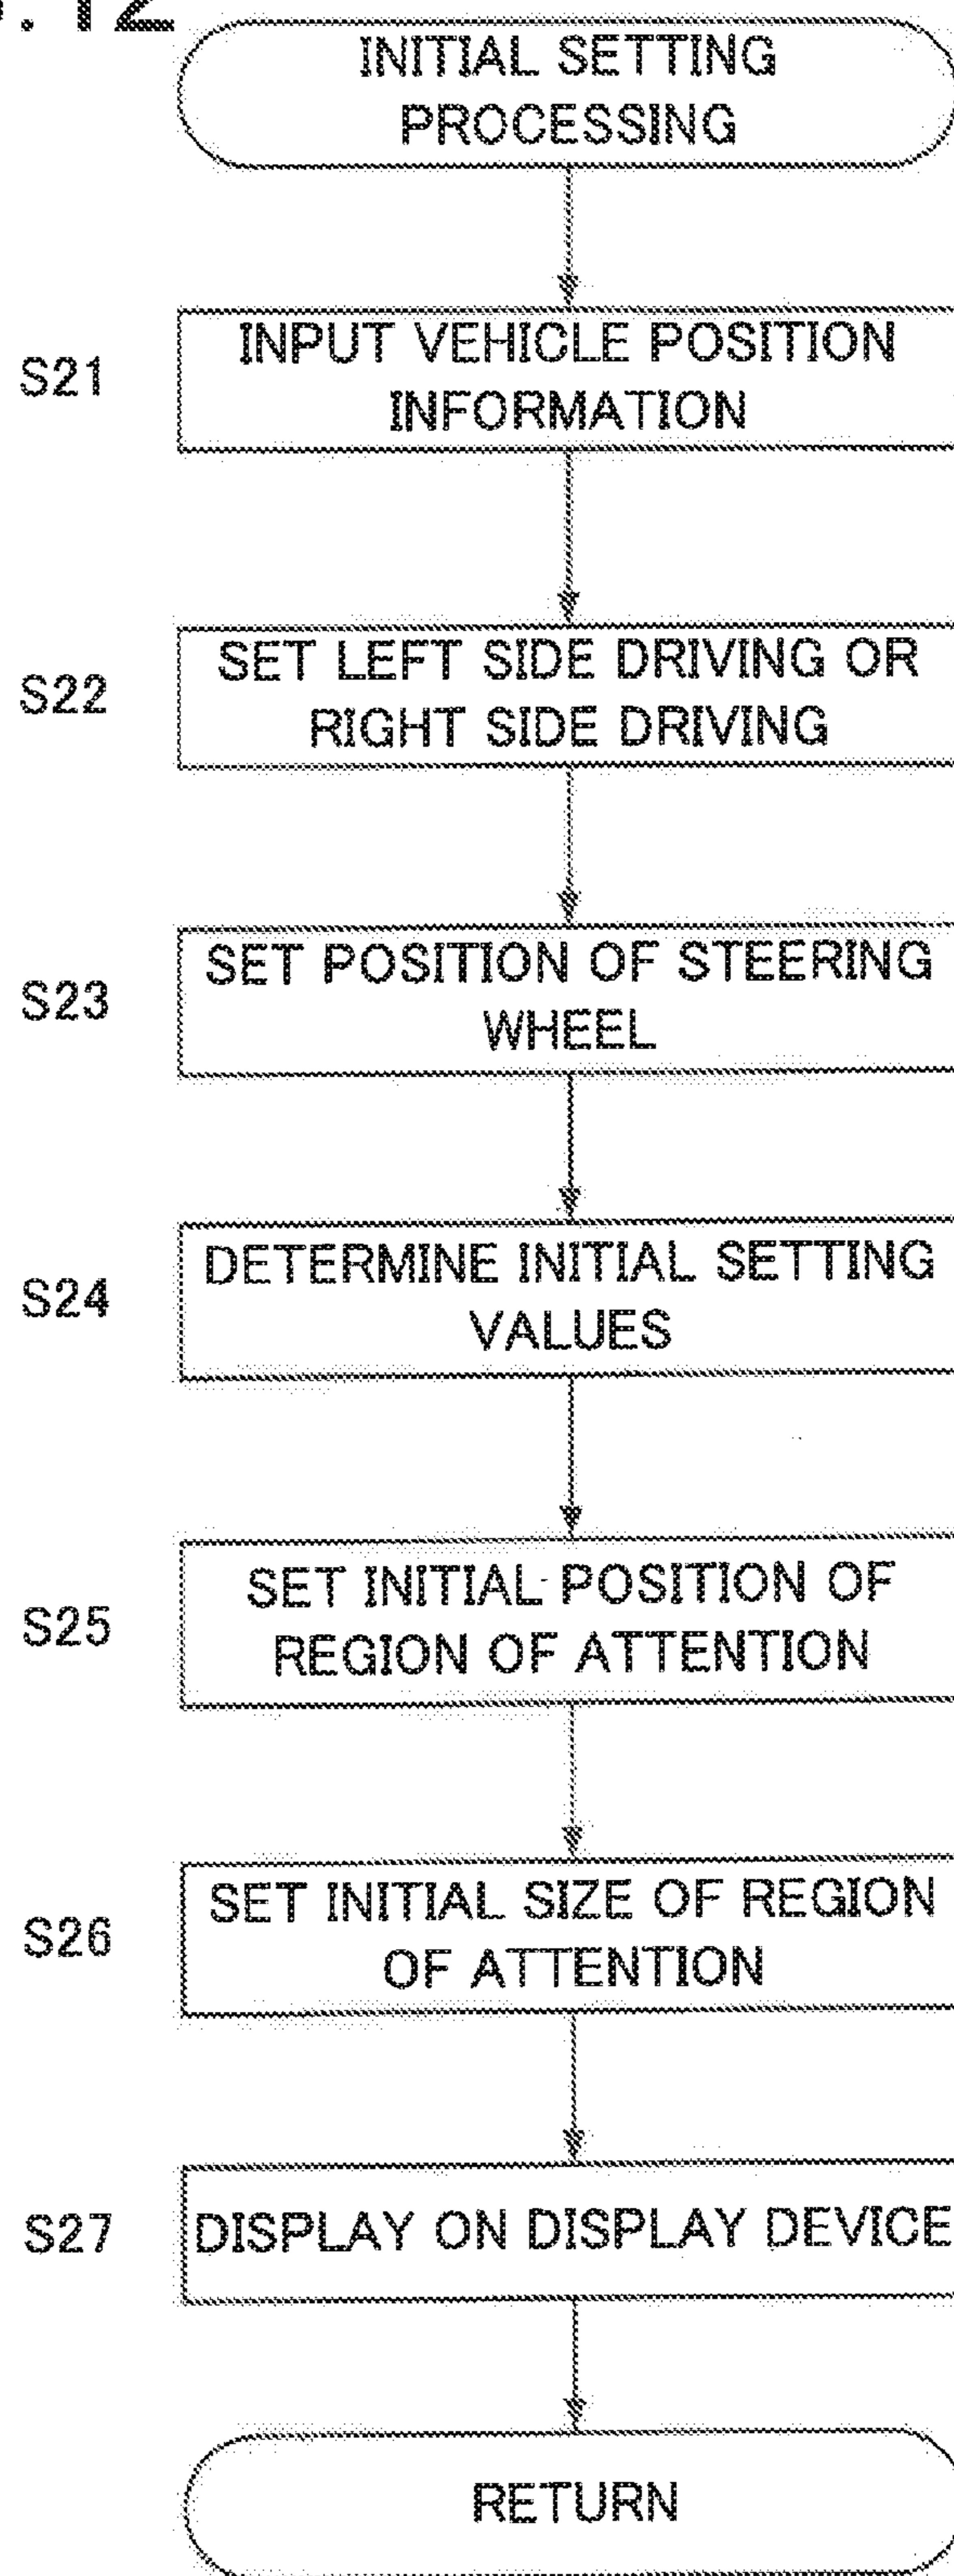 . 12
INITIAL SETTING
PROCESSING
S21
INPUT VEHICLE POSITION
INFORMATION
S22
SET LEFT SIDE DRIVING OR
RIGHT SIDE DRIVING
S23
SET POSITION OF STEERING
WHEEL
S24
DETERMINE INITIAL SETTING
VALUES
S25
SET INITIAL POSITION OF
REGION OF ATTENTION
S26
SET INITIAL SIZE OF REGION
OF ATTENTION
S27
DISPLAY ON DISPLAY DEVICE
RETURN